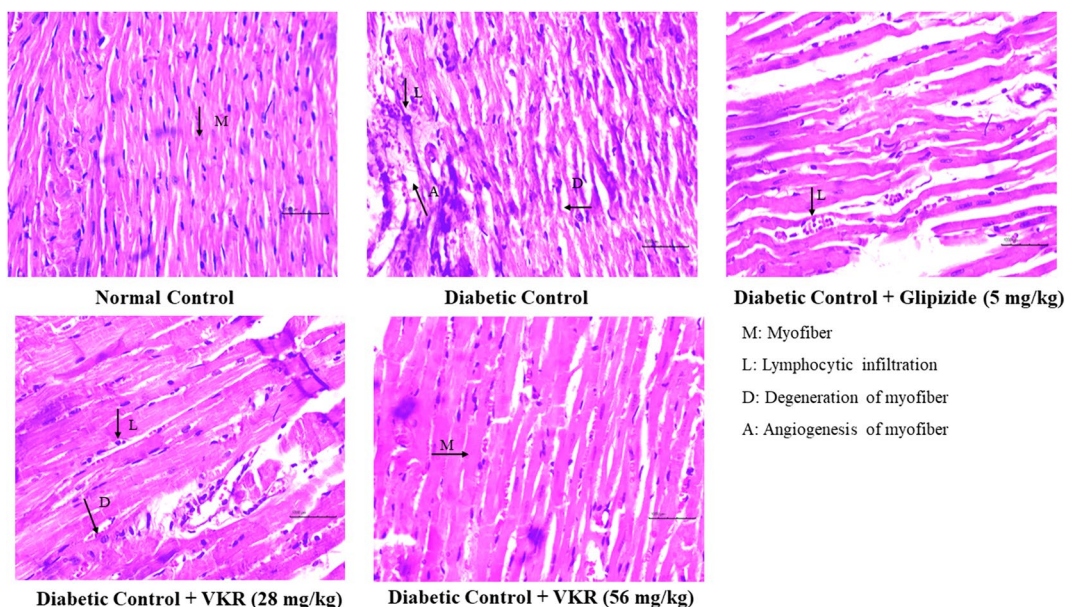 M
L
A
D
L
Normal Control
Diabetic Control
Diabetic Control + Glipizide (5 mg/kg)
M: Myofiber
L: Lymphocytic infiltration
D: Degeneration of myofiber
A: Angiogenesis of myofiber
L
D
M
Diabetic Control + VKR (28 mg/kg)
Diabetic Control + VKR (56 mg/kg)